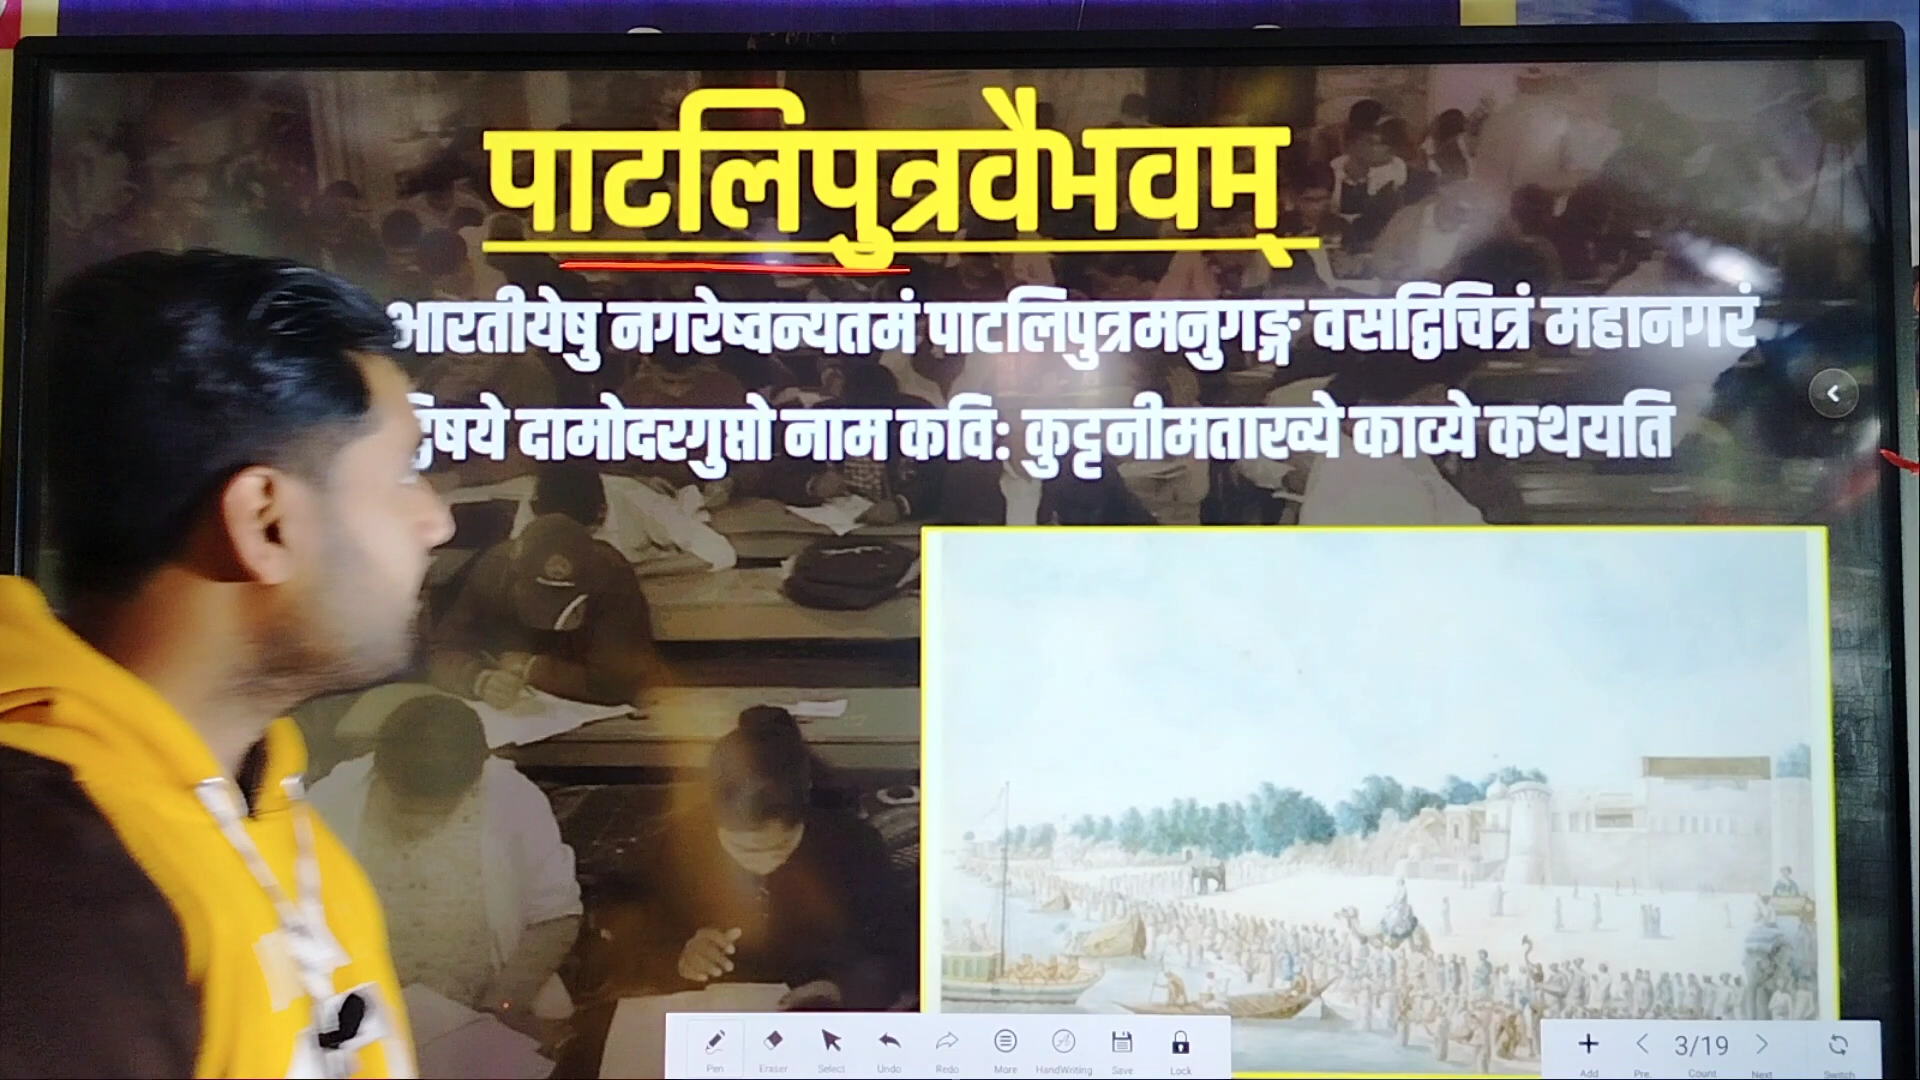 पाटलिपुत्रवैभवम्
भारतीयेषु नगरेष्वन्यतमं पाटलिपुत्रमनुगङ्ग वसद्विचित्रं महानगरं
दामोदरगुप्तो नाम कवि: कुट्टनीमताख्ये काव्ये कथयति
Pen Eraser Select Undo Redo More HandWriting Save Lock
3/19
Add Pre. Count Next Switch